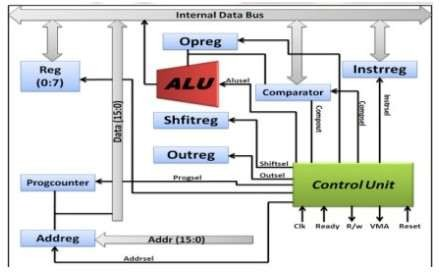 Internal Data Bus
Opreg
Reg
(0:7)
ALU
Alusel
Comparator
Instrreg
Data (15:0)
Shfitreg
Compout
Compsel
Instrsel
Outreg
Shiftsel
Outsel
Progcounter
Progsel
Control Unit
Clk Ready R/w VMA Reset
Addreg
Addr (15:0)
Addrsel